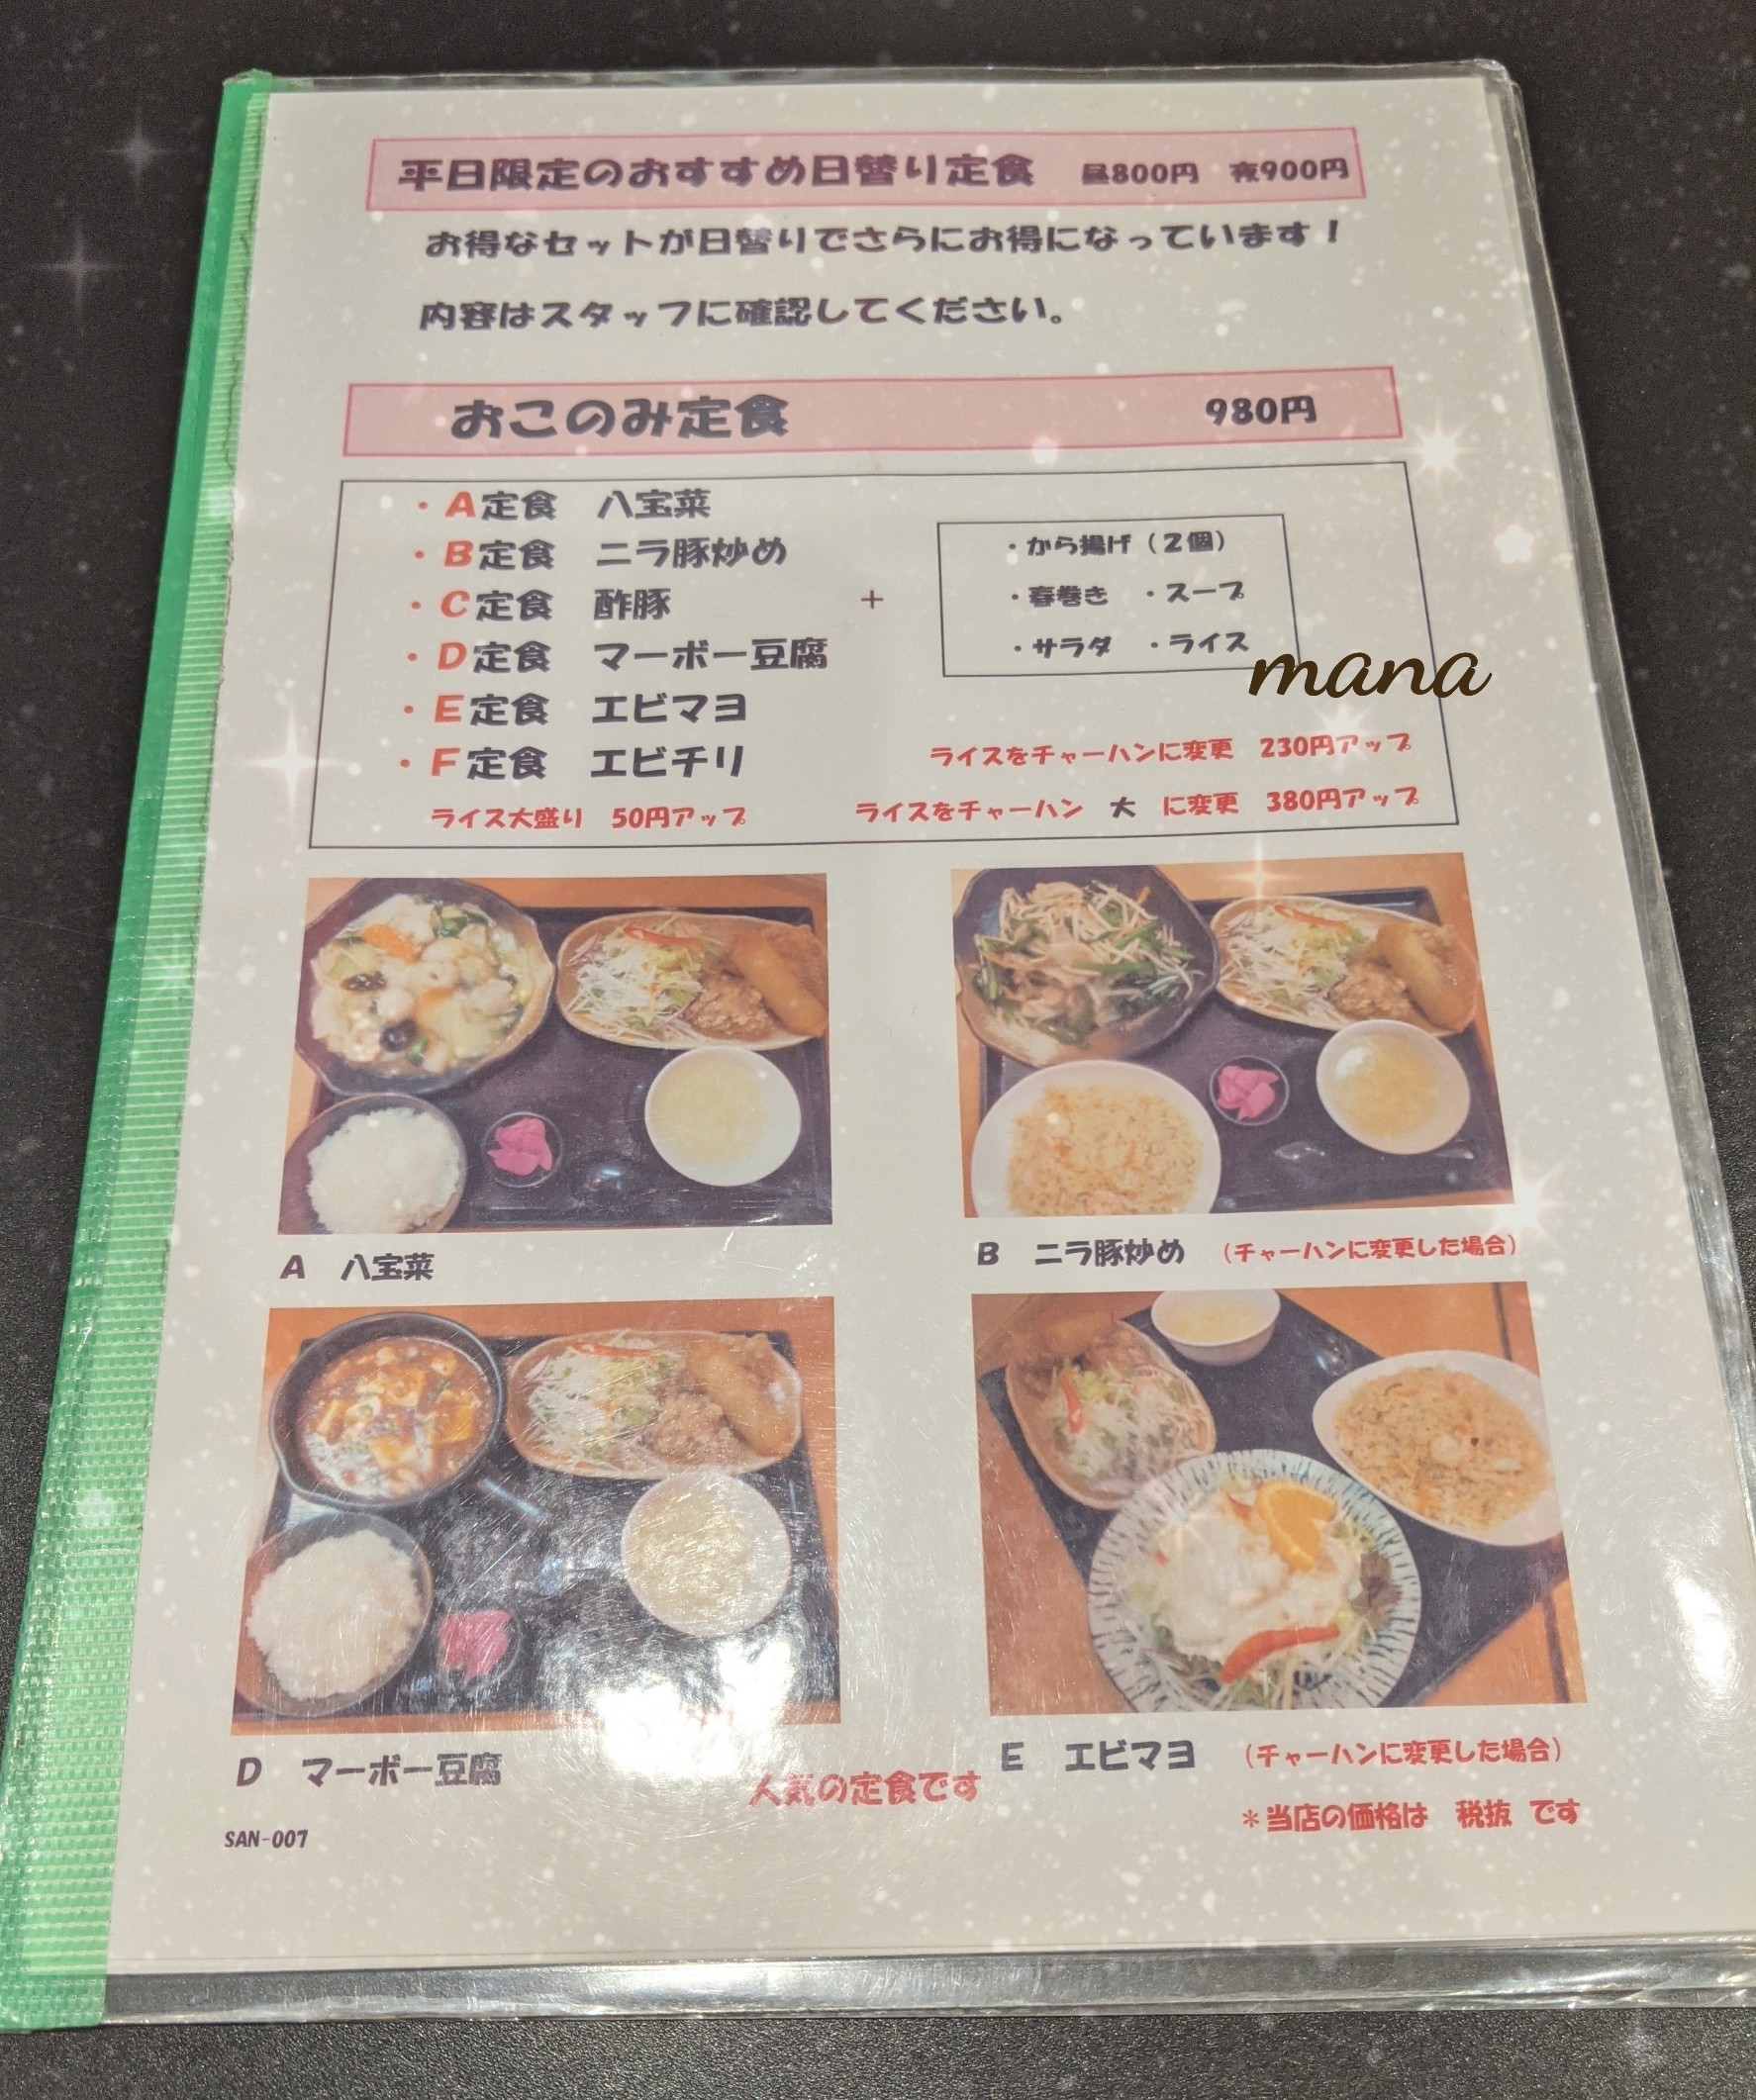 平日限定のおすすめ日替り定食 昼800円 夜900円
お得なセットが日替りでさらにお得になっています！
内容はスタッフに確認してください。
おこのみ定食 980円
・A定食 八宝菜
・B定食 ニラ豚炒め
・C定食 酢豚
・D定食 マーボー豆腐
・E定食 エビマヨ
・F定食 エビチリ
+
・から揚げ（2個）
・春巻き ・スープ
・サラダ ・ライス
mana
ライスをチャーハンに変更 230円アップ
ライス大盛り 50円アップ ライスをチャーハン 大 に変更 380円アップ
A 八宝菜
B ニラ豚炒め （チャーハンに変更した場合）
D マーボー豆腐
人気の定食です
E エビマヨ （チャーハンに変更した場合）
＊当店の価格は 税抜 です
SAN-007